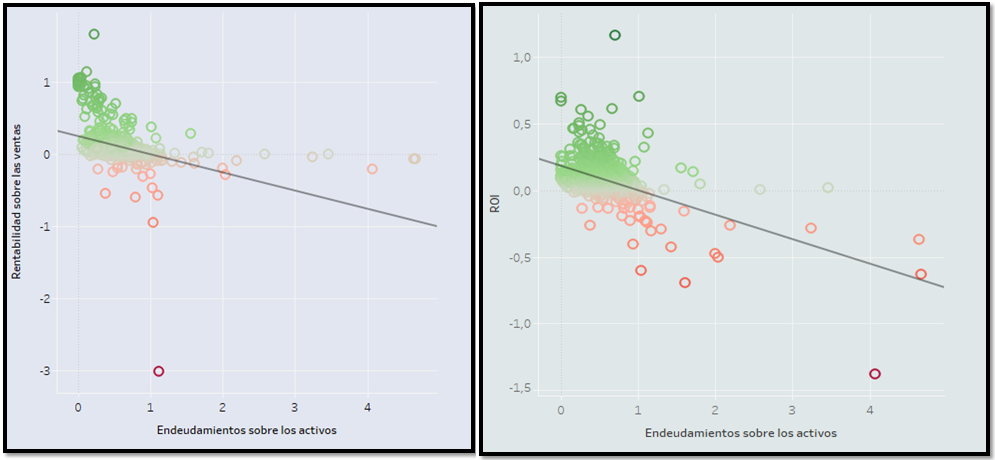 Rentabilidad sobre las ventas
1
0
-1
-2
-3
0 1 2 3 4
Endeudamientos sobre los activos
ROI
1,0
0,5
0,0
-0,5
-1,0
-1,5
0 1 2 3 4
Endeudamientos sobre los activos